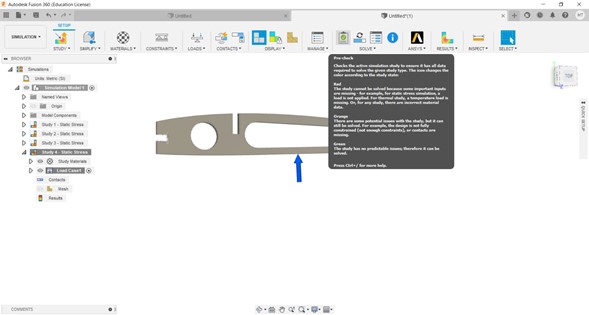 Autodesk Fusion 360 (Education License)
Untitled
Untitled*(1)
SETUP
SIMULATION
STUDY
SIMPLIFY
MATERIALS
CONSTRAINTS
LOADS
CONTACTS
DISPLAY
MANAGE
SOLVE
ANSYS
RESULTS
INSPECT
SELECT
BROWSER
Simulations
Units: Metric (SI)
Simulation Model 1
Named Views
Origin
Model Components
Study 1 - Static Stress
Study 2 - Static Stress
Study 3 - Static Stress
Study 4 - Static Stress
Study Materials
Load Case1
Contacts
Mesh
Results
Pre-check
Checks the active simulation study to ensure it has all data
required to solve the given study type. The icon changes the
color according to the study state:
Red
The study cannot be solved because some important inputs
are missing - for example, for static stress simulation, a
load is not applied. For thermal study, a temperature load is
missing. Or, for any study, there are incorrect material
data.
Orange
There are some potential issues with the study, but it can
still be solved. For example, the design is not fully
constrained (not enough constraints), or contacts are
missing.
Green
The study has no predictable issues; therefore it can be
solved.
Press Ctrl+/ for more help.
TOP
QUICK SETUP
COMMENTS